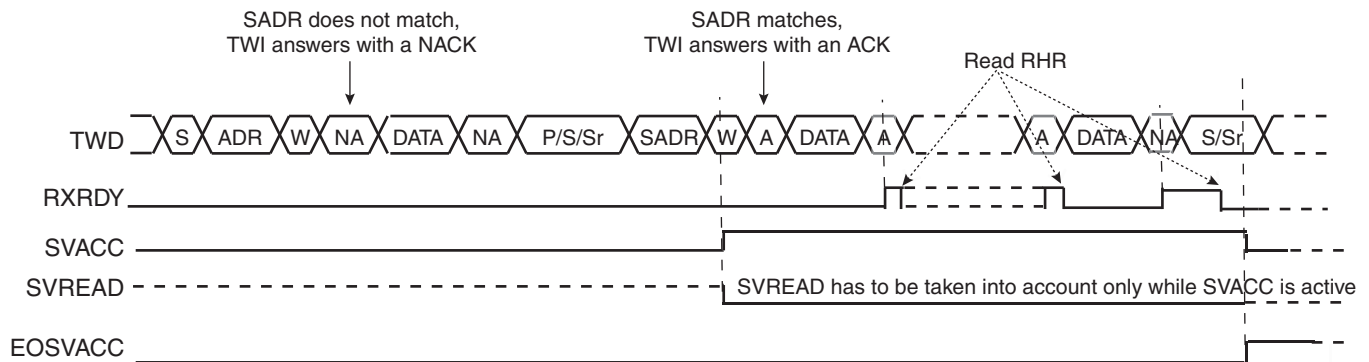 SADR does not match,
TWI answers with a NACK
SADR matches,
TWI answers with an ACK
Read RHR
TWD S ADR W NA DATA NA P/S/Sr SADR W A DATA A A DATA NA S/Sr
RXRDY
SVACC
SVREAD SVREAD has to be taken into account only while SVACC is active
EOSVACC